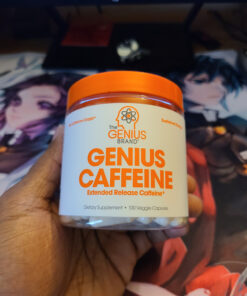 THE
GENIUS
BRAND
GENIUS
CAFFEINE
Extended Release Caffeine
Dietary Supplement • 100 Veggie Capsules